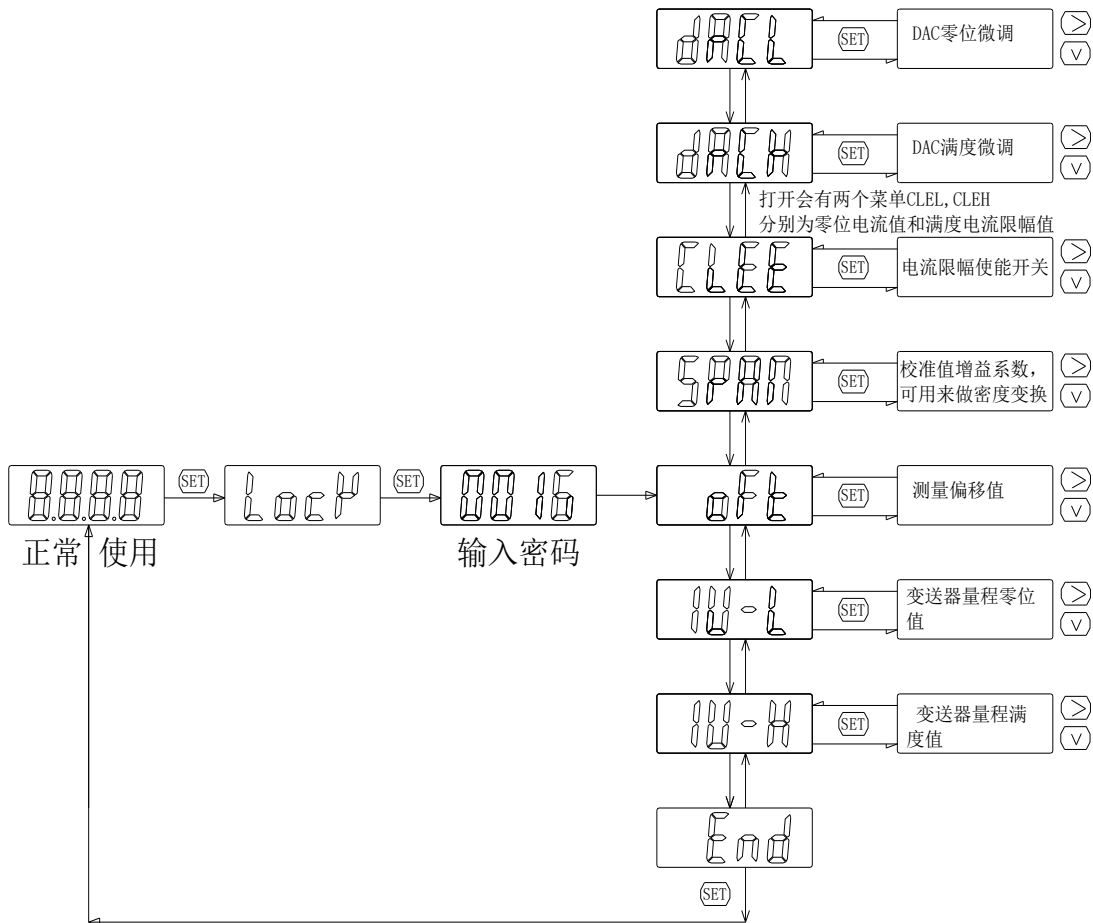 dACL
SET
DAC零位微调
>
∨
dACH
SET
DAC满度微调
>
∨
打开会有两个菜单CLEL,CLEH
分别为零位电流值和满度电流限幅值
CLEE
SET
电流限幅使能开关
>
∨
SPAN
SET
校准值增益系数,
可用来做密度变换
>
∨
8.8.8.8
SET
LocK
SET
0016
oFt
SET
测量偏移值
>
∨
正常 使用
输入密码
IU-L
SET
变送器量程零位
值
>
∨
IU-H
SET
变送器量程满
度值
>
∨
End
SET